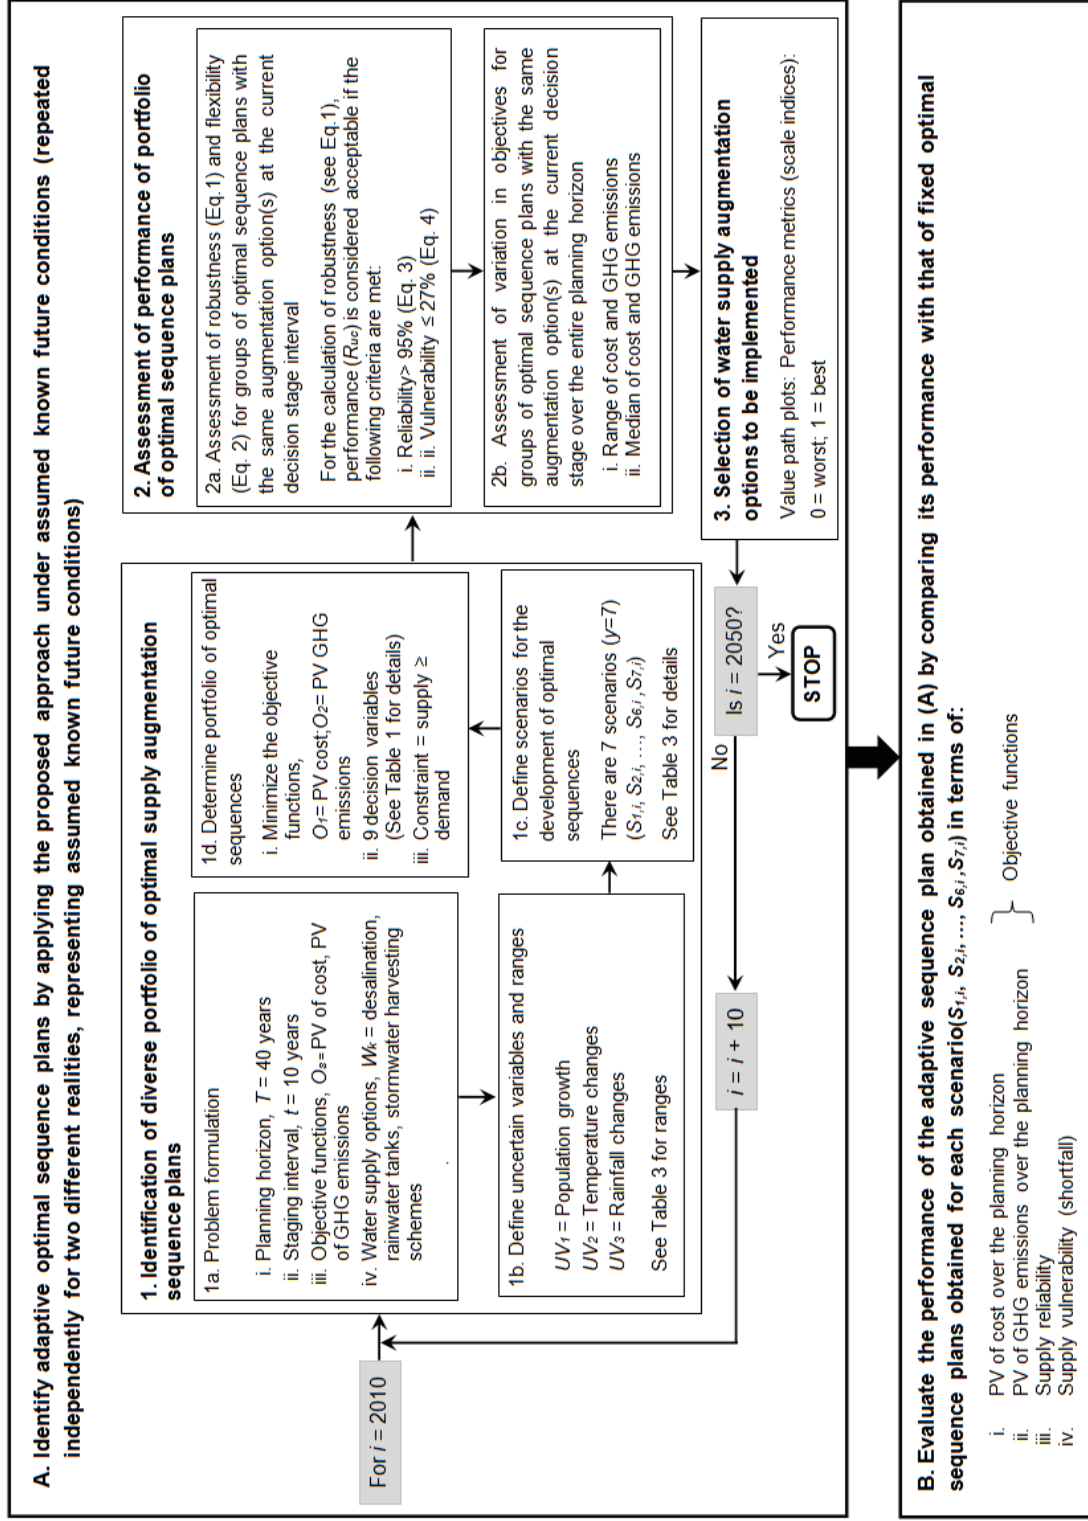 A. Identify adaptive optimal sequence plans by applying the proposed approach under assumed known future conditions (repeated
independently for two different realities, representing assumed known future conditions)
For i = 2010
1. Identification of diverse portfolio of optimal supply augmentation
sequence plans
1a. Problem formulation
i. Planning horizon, T = 40 years
ii. Staging interval, t = 10 years
iii. Objective functions, Os=PV of cost, PV
of GHG emissions
iv. Water supply options, Wk = desalination,
rainwater tanks, stormwater harvesting
schemes
1b. Define uncertain variables and ranges
UV1 = Population growth
UV2 = Temperature changes
UV3 = Rainfall changes
See Table 3 for ranges
1c. Define scenarios for the
development of optimal
sequences
There are 7 scenarios (y=7)
(S1,i, S2,i, ..., S6,i ,S7,i)
See Table 3 for details
1d. Determine portfolio of optimal
sequences
i. Minimize the objective
functions,
O1= PV cost;O2= PV GHG
emissions
ii. 9 decision variables
(See Table 1 for details)
iii. Constraint = supply ≥
demand
2. Assessment of performance of portfolio
of optimal sequence plans
2a. Assessment of robustness (Eq.1) and flexibility
(Eq. 2) for groups of optimal sequence plans with
the same augmentation option(s) at the current
decision stage interval
For the calculation of robustness (see Eq.1),
performance (Ruc) is considered acceptable if the
following criteria are met:
i. Reliability> 95% (Eq. 3)
ii. ii. Vulnerability ≤ 27% (Eq. 4)
2b. Assessment of variation in objectives for
groups of optimal sequence plans with the same
augmentation option(s) at the current decision
stage over the entire planning horizon
i. Range of cost and GHG emissions
ii. Median of cost and GHG emissions
3. Selection of water supply augmentation
options to be implemented
Value path plots: Performance metrics (scale indices):
0 = worst; 1 = best
Is i = 2050?
Yes
STOP
No
i = i + 10
B. Evaluate the performance of the adaptive sequence plan obtained in (A) by comparing its performance with that of fixed optimal
sequence plans obtained for each scenario(S1,i, S2,i, ..., S6,i ,S7,i) in terms of:
i. PV of cost over the planning horizon
ii. PV of GHG emissions over the planning horizon
} Objective functions
iii. Supply reliability
iv. Supply vulnerability (shortfall)